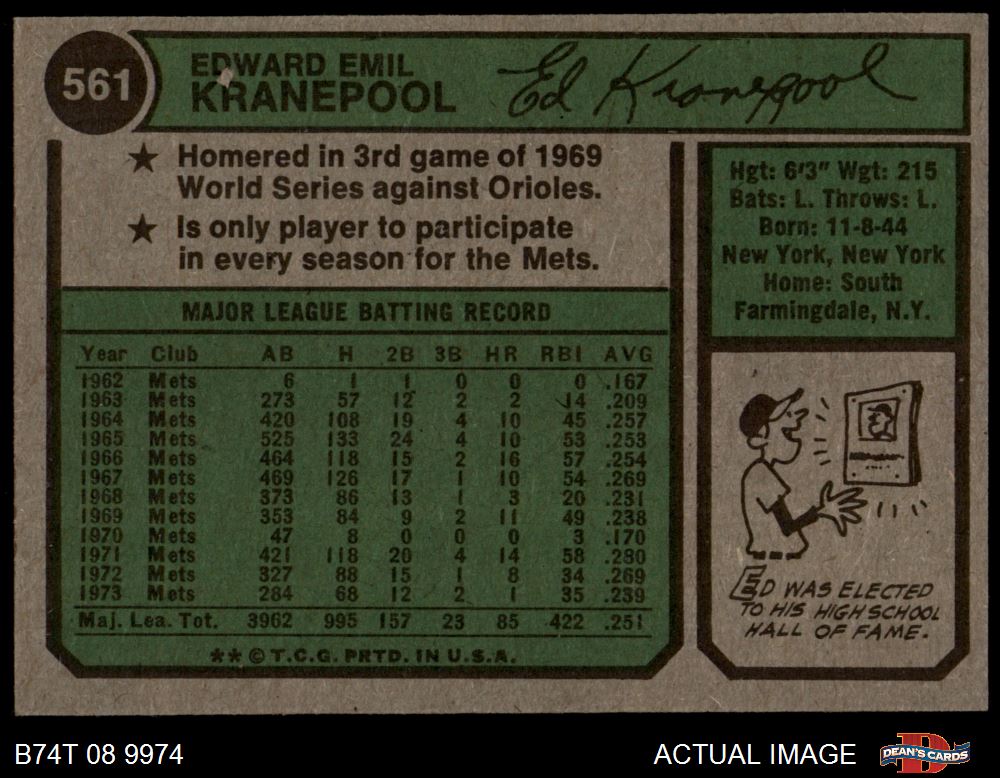 561
EDWARD EMIL
KRANEPOOL
Ed Kranepool
★ Homered in 3rd game of 1969
World Series against Orioles.
★ Is only player to participate
in every season for the Mets.
Hgt: 6'3" Wgt: 215
Bats: L. Throws: L.
Born: 11-8-44
New York, New York
Home: South
Farmingdale, N.Y.
MAJOR LEAGUE BATTING RECORD
Year Club AB H 2B 3B HR RBI AVG
1962 Mets 6 1 1 0 0 0 .167
1963 Mets 273 57 12 2 2 14 .209
1964 Mets 420 108 19 4 10 45 .257
1965 Mets 525 133 24 4 10 53 .253
1966 Mets 464 118 15 2 16 57 .254
1967 Mets 469 126 17 1 10 54 .269
1968 Mets 373 86 13 1 3 20 .231
1969 Mets 353 84 9 2 11 49 .238
1970 Mets 47 8 0 0 0 3 .170
1971 Mets 421 118 20 4 14 58 .280
1972 Mets 327 88 15 1 8 34 .269
1973 Mets 284 68 12 2 1 35 .239
Maj. Lea. Tot. 3962 995 157 23 85 422 .251
** © T.C.G. PRTD. IN U.S.A.
ED WAS ELECTED
TO HIS HIGH SCHOOL
HALL OF FAME.
B74T 08 9974
ACTUAL IMAGE
D
DEAN'S CARDS